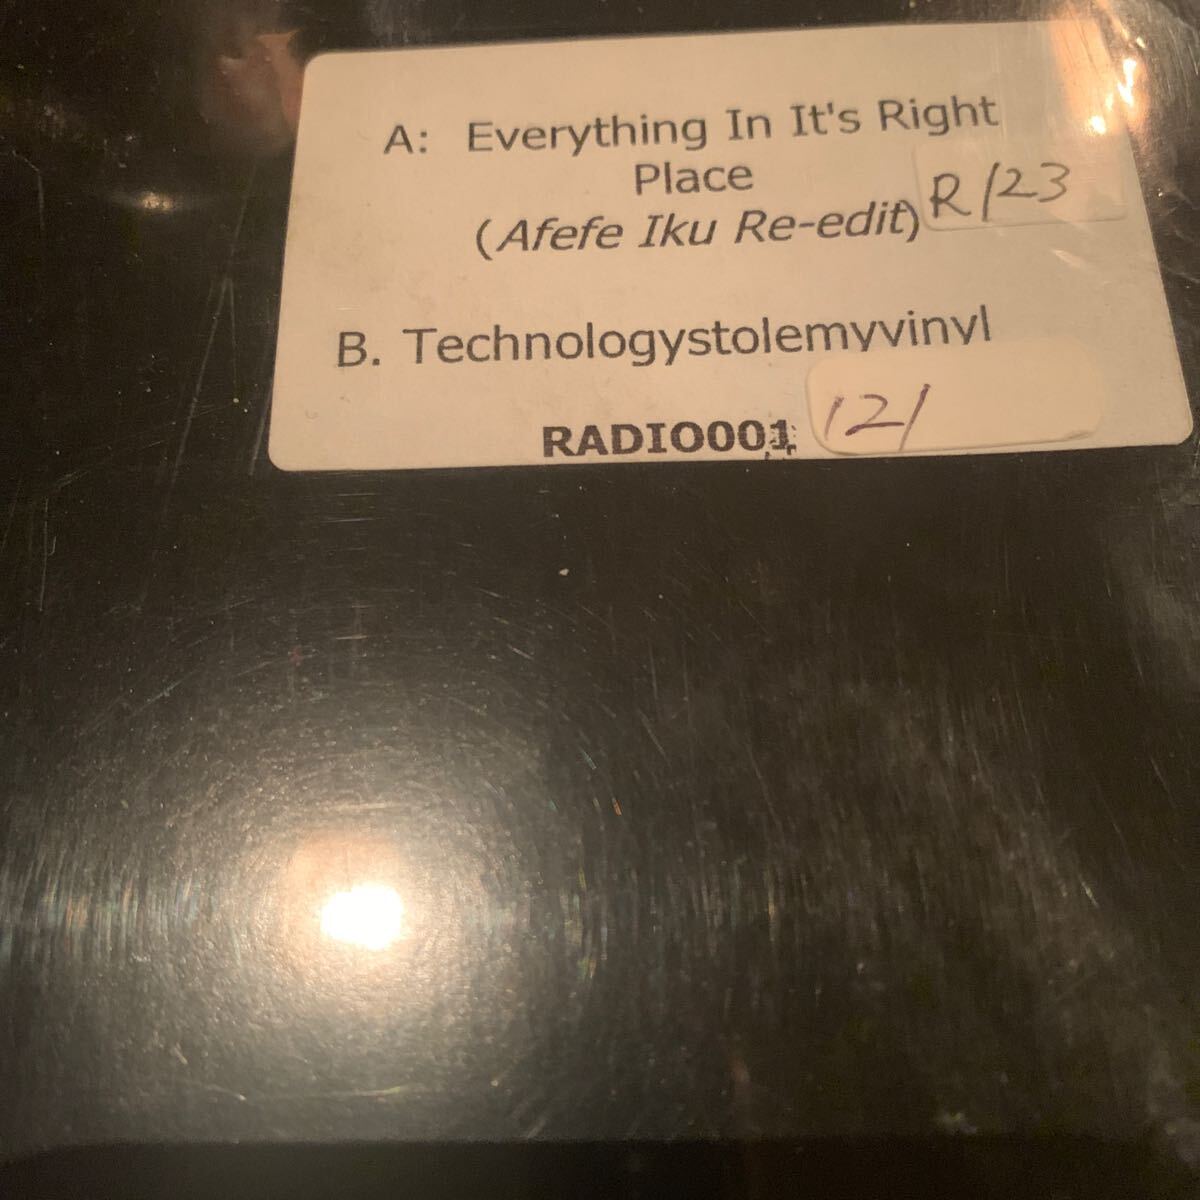 A: Everything In It's Right
Place
(Afefe Iku Re-edit)
R/23
B. Technologystolemyvinyl
RADIO001
121